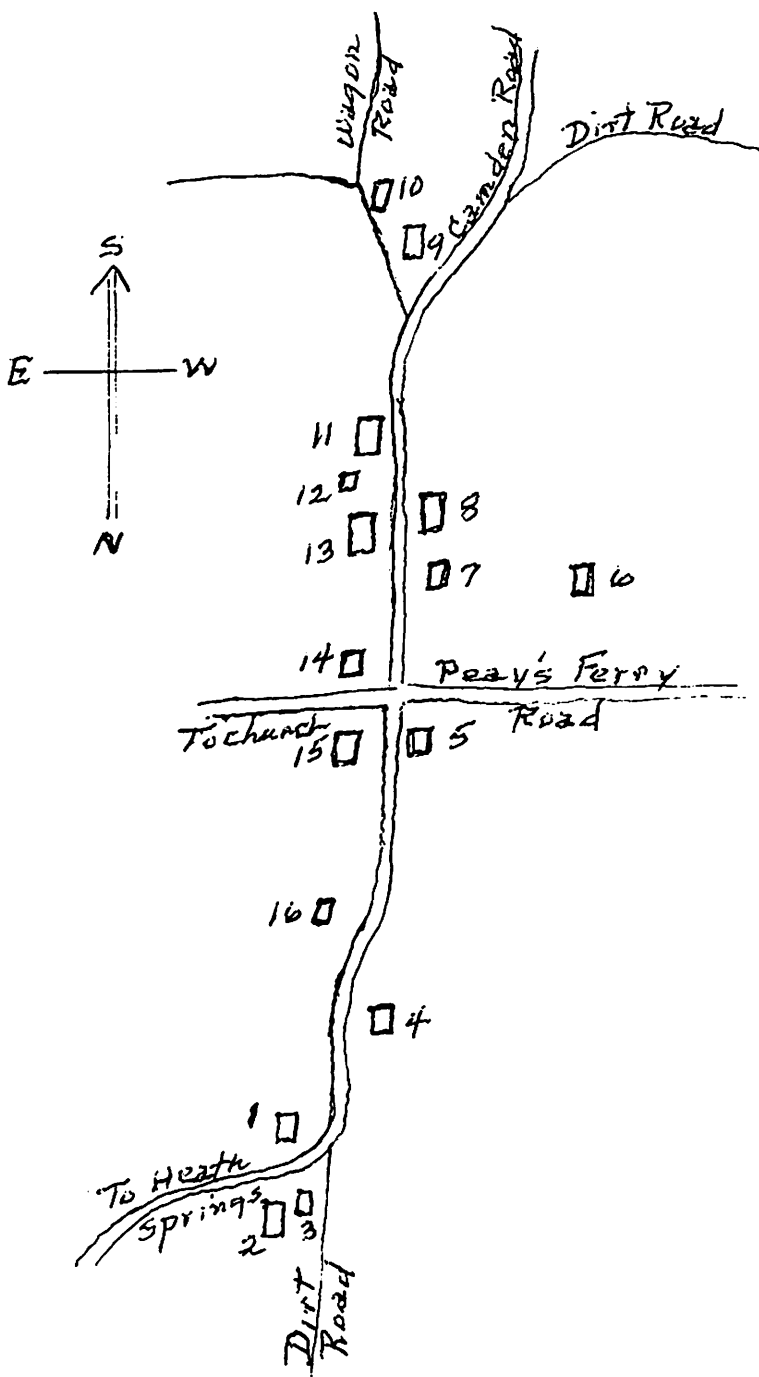 Wagon
Road
Camden Road
Dirt Road
10
9
S
E
W
N
11
12
8
13
7
6
14
Peay's Ferry
Road
To church
15
5
16
4
1
To Heath
Springs
2
3
Dirt
Road